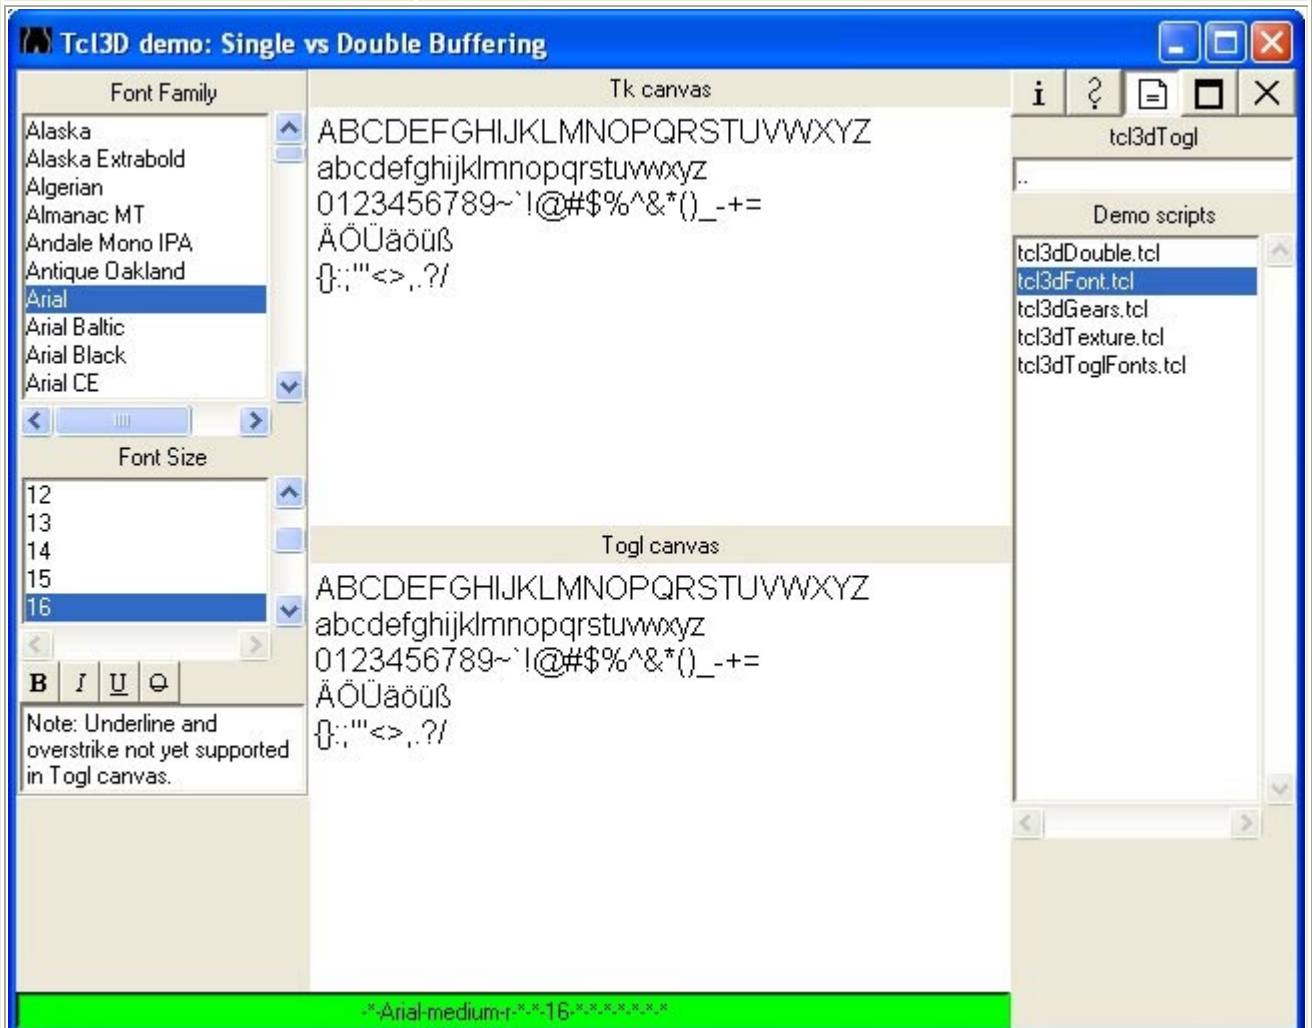 Tcl3D demo: Single vs Double Buffering
Font Family
Alaska
Alaska Extrabold
Algerian
Almanac MT
Andale Mono IPA
Antique Oakland
Arial
Arial Baltic
Arial Black
Arial CE
Font Size
12
13
14
15
16
B I U O
Note: Underline and
overstrike not yet supported
in Togl canvas.
Tk canvas
ABCDEFGHIJKLMNOPQRSTUVWXYZ
abcdefghijklmnopqrstuvwxyz
0123456789~`!@#$%^&*()_-+=
ÄÖÜäöüß
{}:;"'<>,.?/
Togl canvas
ABCDEFGHIJKLMNOPQRSTUVWXYZ
abcdefghijklmnopqrstuvwxyz
0123456789~`!@#$%^&*()_-+=
ÄÖÜäöüß
{}:;"'<>,.?/
-*-Arial-medium-r-*-*-16-*-*-*-*-*-*
i ?
tcl3dTogl
..
Demo scripts
tcl3dDouble.tcl
tcl3dFont.tcl
tcl3dGears.tcl
tcl3dTexture.tcl
tcl3dToglFonts.tcl